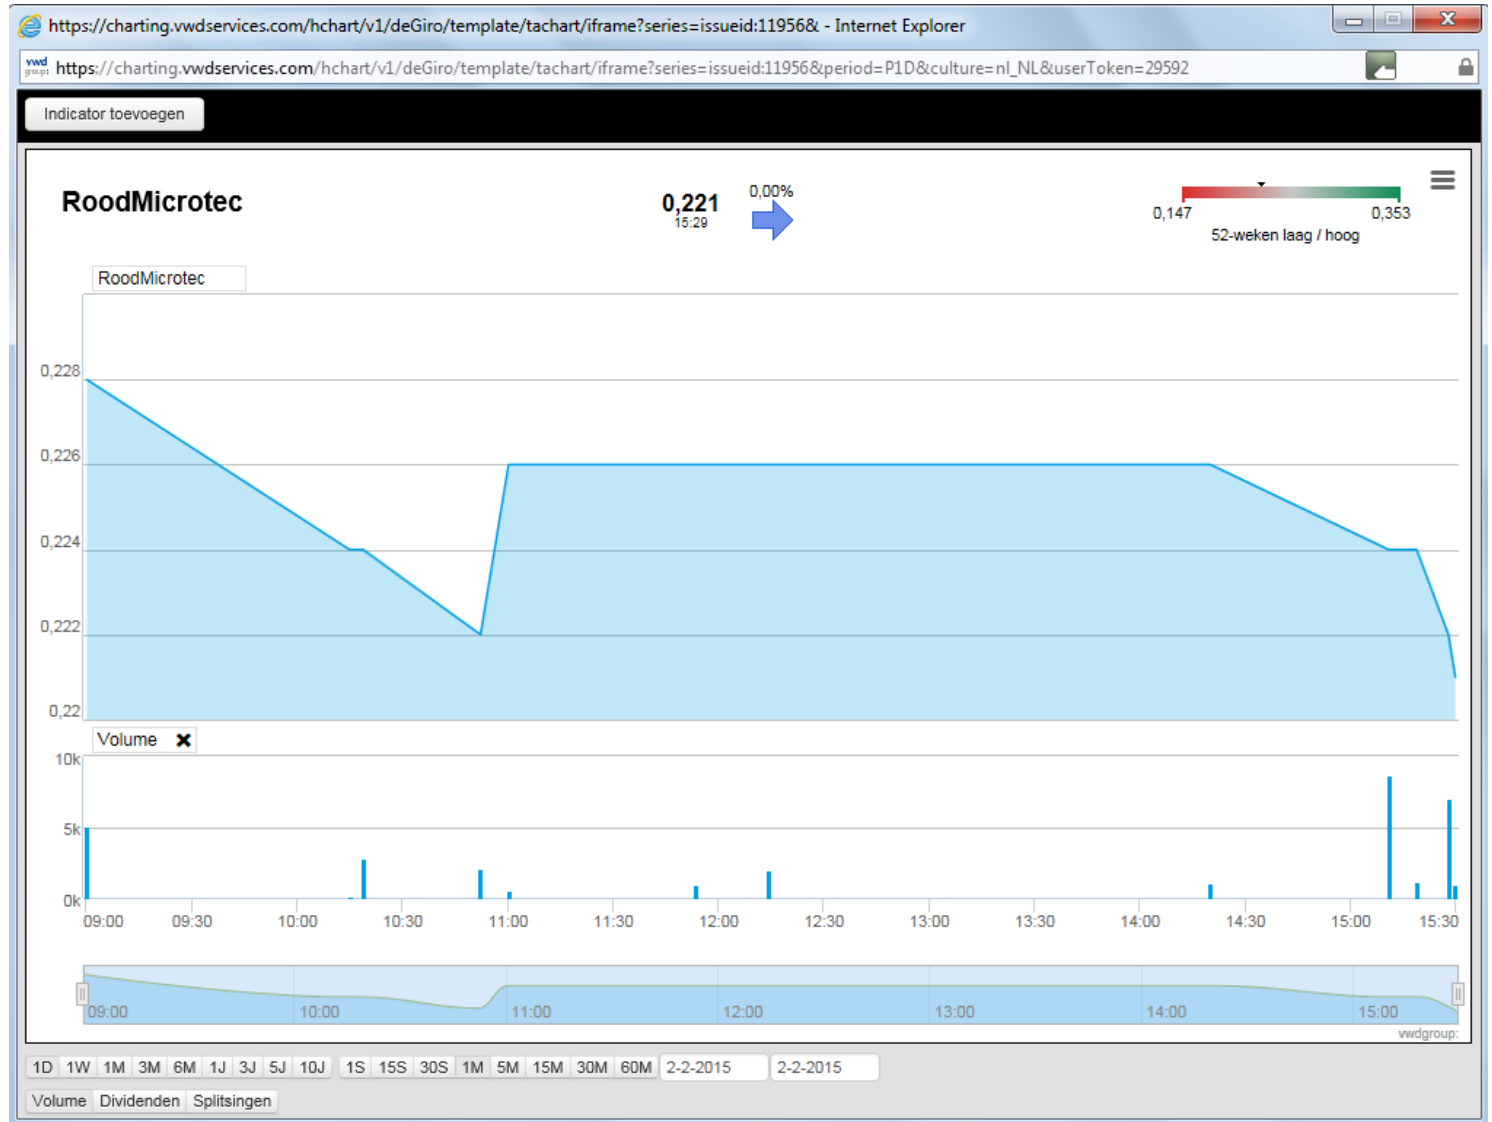 https://charting.vwdservices.com/hchart/v1/deGiro/template/tachart/iframe?series=issueid:11956& - Internet Explorer
vwd group: https://charting.vwdservices.com/hchart/v1/deGiro/template/tachart/iframe?series=issueid:11956&period=P1D&culture=nl_NL&userToken=29592
Indicator toevoegen
RoodMicrotec
0,221
15:29
0,00%
0,147
0,353
52-weken laag / hoog
RoodMicrotec
0,228
0,226
0,224
0,222
0,22
Volume
10k
5k
0k
09:00 09:30 10:00 10:30 11:00 11:30 12:00 12:30 13:00 13:30 14:00 14:30 15:00 15:30
09:00 10:00 11:00 12:00 13:00 14:00 15:00
vwdgroup:
1D 1W 1M 3M 6M 1J 3J 5J 10J 1S 15S 30S 1M 5M 15M 30M 60M 2-2-2015 2-2-2015
Volume Dividenden Splitsingen